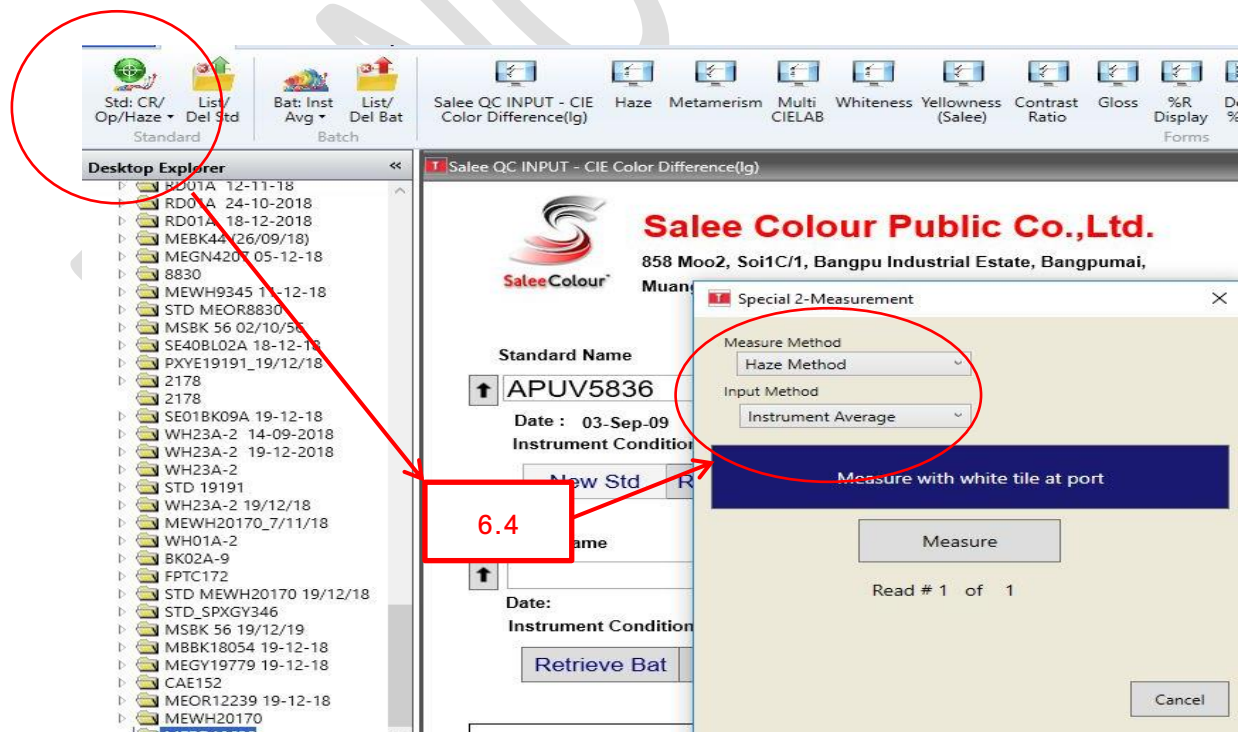 Std: CR/ Op/Haze
List/ Del Std
Bat: Inst Avg
List/ Del Bat
Salee QC INPUT - CIE Color Difference(lg)
Haze
Metamerism
Multi CIELAB
Whiteness
Yellowness (Salee)
Contrast Ratio
Gloss
%R Display
Standard
Batch
Forms
Desktop Explorer
RD01A 12-11-18
RD01A 24-10-2018
RD01A 18-12-2018
MEBK44 (26/09/18)
MEGN4207 05-12-18
8830
MEWH9345 11-12-18
STD MEOR8830
MSBK 56 02/10/56
SE40BL02A 18-12-18
PXYE19191_19/12/18
2178
2178
SE01BK09A 19-12-18
WH23A-2 14-09-2018
WH23A-2 19-12-2018
WH23A-2
STD 19191
WH23A-2 19/12/18
MEWH20170_7/11/18
WH01A-2
BK02A-9
FPTC172
STD MEWH20170 19/12/18
STD_SPXGY346
MSBK 56 19/12/19
MBBK18054 19-12-18
MEGY19779 19-12-18
CAE152
MEOR12239 19-12-18
MEWH20170
Salee QC INPUT - CIE Color Difference(lg)
SaleeColour
Salee Colour Public Co.,Ltd.
858 Moo2, Soi1C/1, Bangpu Industrial Estate, Bangpumai,
Muang
Standard Name
APUV5836
Date : 03-Sep-09
Instrument Condition
New Std
R
6.4
ame
Date:
Instrument Condition
Retrieve Bat
Special 2-Measurement
Measure Method
Haze Method
Input Method
Instrument Average
Measure with white tile at port
Measure
Read # 1 of 1
Cancel